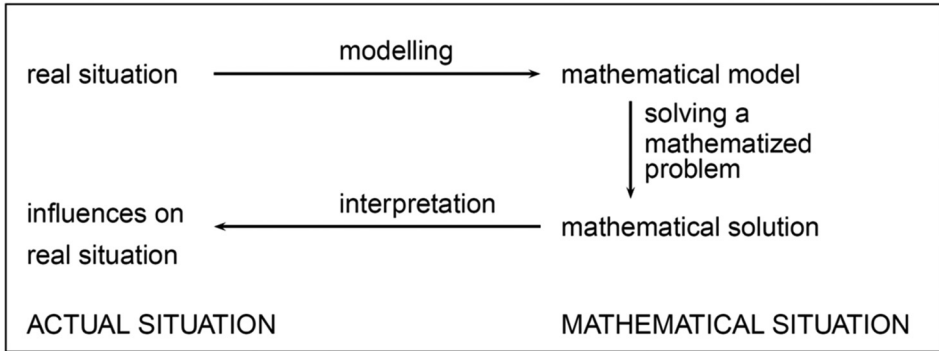 modelling
real situation
mathematical model
solving a
mathematized
problem
influences on
real situation
interpretation
mathematical solution
ACTUAL SITUATION
MATHEMATICAL SITUATION